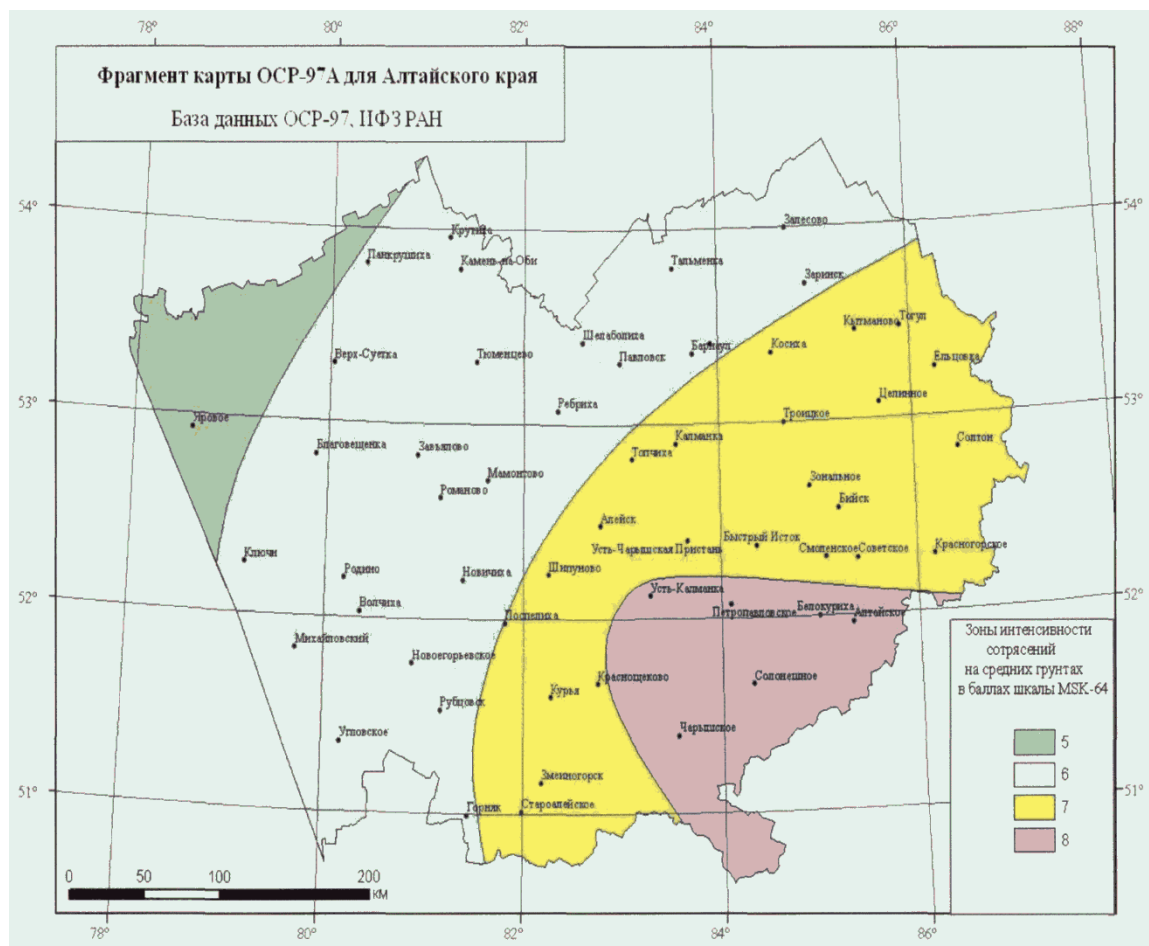 78°
80°
82°
84°
86°
88°
Фрагмент карты ОСР-97А для Алтайского края
База данных ОСР-97, ИФЗ РАН
54°
54°
Залесово
Крутиха
Панкрушиха
Камень-на-Оби
Тальменка
Заринск
Кытманово
Тогул
Шелаболиха
Барнаул
Косиха
Верх-Суетка
Тюменцево
Павловск
Ельцовка
Целинное
53°
53°
Ребриха
Яровое
Троицкое
Благовещенка
Завьялово
Калманка
Солтон
Топчиха
Мамонтово
Романово
Зональное
Бийск
Алейск
Ключи
Усть-Чарышская Пристань
Быстрый Исток
Смоленское
Советское
Красногорское
Родино
Новичиха
Шипуново
52°
52°
Волчиха
Усть-Калманка
Петропавловское
Белокуриха
Алтайское
Поспелиха
Михайловский
Новоегорьевское
Краснощеково
Солонешное
Курья
Рубцовск
Угловское
Чарышское
Змеиногорск
51°
51°
Горняк
Староалейское
Зоны интенсивности
сотрясений
на средних грунтах
в баллах шкалы MSK-64
5
6
7
8
0
50
100
200
КМ
78°
80°
82°
84°
86°